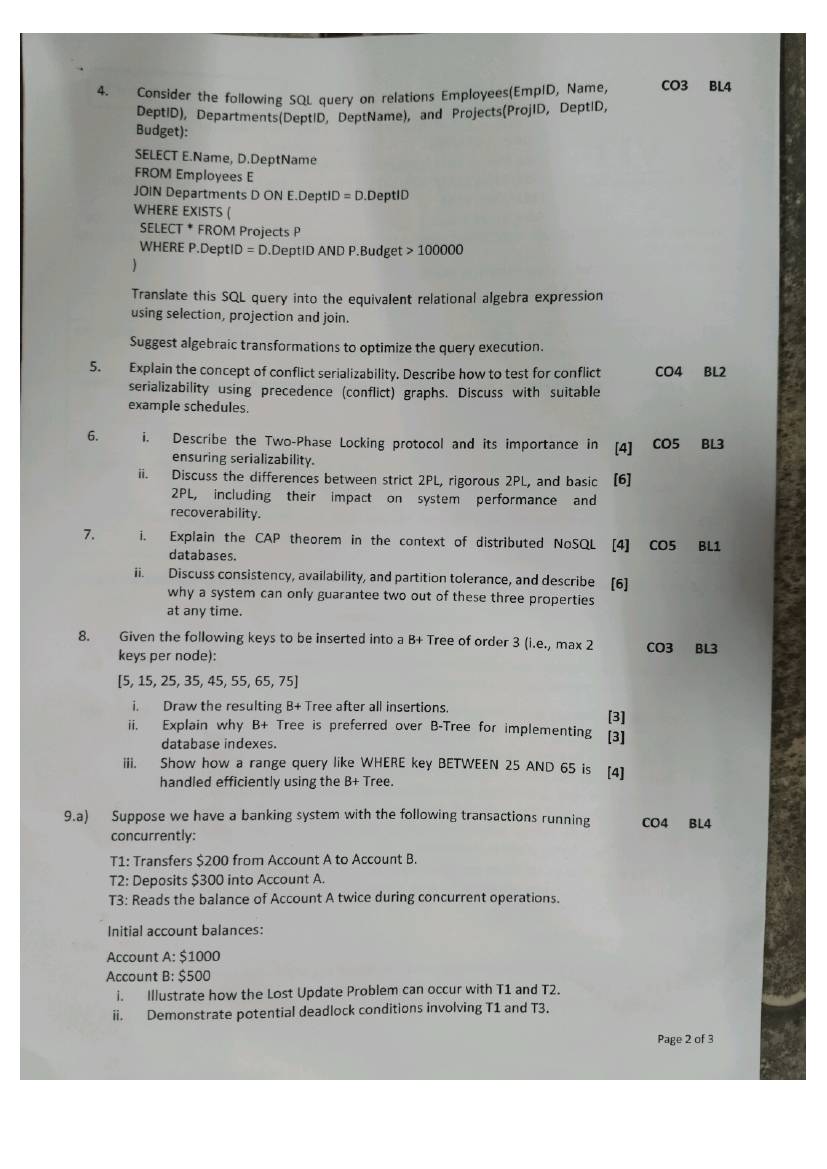 4. Consider the following SQL query on relations Employees(EmpID, Name, CO3 BL4
DeptID), Departments(DeptID, DeptName), and Projects(ProjID, DeptID,
Budget):
SELECT E.Name, D.DeptName
FROM Employees E
JOIN Departments D ON E.DeptID = D.DeptID
WHERE EXISTS (
SELECT * FROM Projects P
WHERE P.DeptID = D.DeptID AND P.Budget > 100000
)
Translate this SQL query into the equivalent relational algebra expression
using selection, projection and join.
Suggest algebraic transformations to optimize the query execution.
5. Explain the concept of conflict serializability. Describe how to test for conflict CO4 BL2
serializability using precedence (conflict) graphs. Discuss with suitable
example schedules.
6. i. Describe the Two-Phase Locking protocol and its importance in [4] CO5 BL3
ensuring serializability.
ii. Discuss the differences between strict 2PL, rigorous 2PL, and basic [6]
2PL, including their impact on system performance and
recoverability.
7. i. Explain the CAP theorem in the context of distributed NoSQL [4] CO5 BL1
databases.
ii. Discuss consistency, availability, and partition tolerance, and describe [6]
why a system can only guarantee two out of these three properties
at any time.
8. Given the following keys to be inserted into a B+ Tree of order 3 (i.e., max 2 CO3 BL3
keys per node):
[5, 15, 25, 35, 45, 55, 65, 75]
i. Draw the resulting B+ Tree after all insertions. [3]
ii. Explain why B+ Tree is preferred over B-Tree for implementing [3]
database indexes.
iii. Show how a range query like WHERE key BETWEEN 25 AND 65 is [4]
handled efficiently using the B+ Tree.
9.a) Suppose we have a banking system with the following transactions running CO4 BL4
concurrently:
T1: Transfers $200 from Account A to Account B.
T2: Deposits $300 into Account A.
T3: Reads the balance of Account A twice during concurrent operations.
Initial account balances:
Account A: $1000
Account B: $500
i. Illustrate how the Lost Update Problem can occur with T1 and T2.
ii. Demonstrate potential deadlock conditions involving T1 and T3.
Page 2 of 3